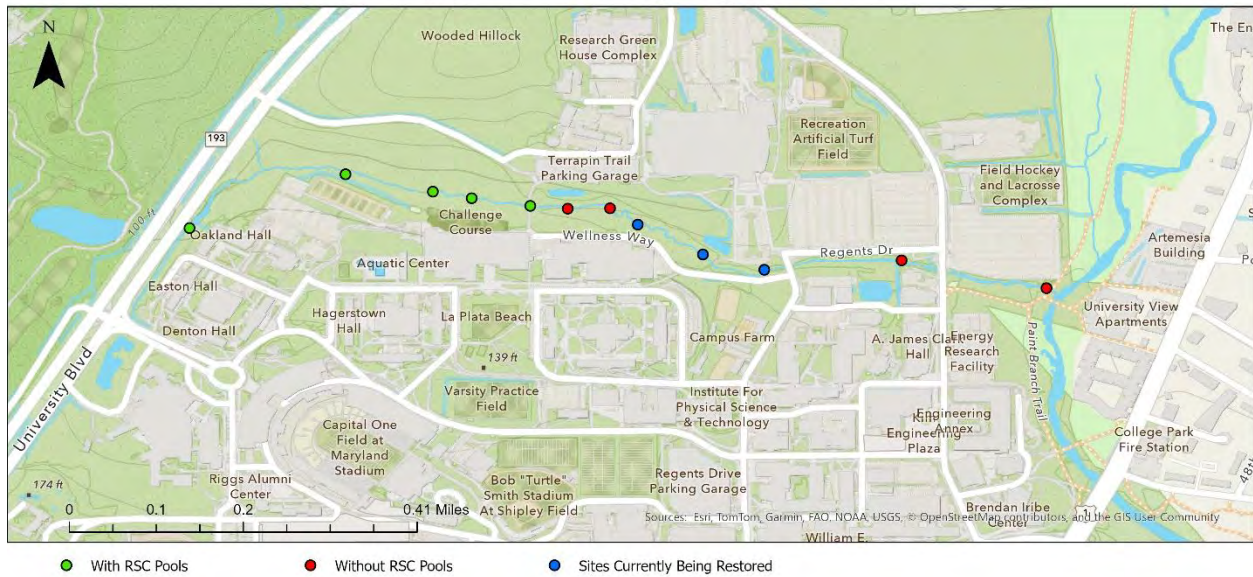 N
Wooded Hillock
Research Green
House Complex
The En
193
Recreation
Artificial Turf
Field
Terrapin Trail
Parking Garage
Field Hockey
and Lacrosse
Complex
100 ft
Challenge
Course
Oakland Hall
Wellness Way
Regents Dr
Artemesia
Building
Aquatic Center
Easton Hall
Hagerstown
Hall
La Plata Beach
University View
Apartments
Denton Hall
Campus Farm
A. James Clark
Hall
Energy
Research
Facility
139 ft
Paint Branch Trail
University Blvd
Varsity Practice
Field
Institute For
Physical Science
& Technology
Engineering
Annex
Kim
Engineering
Plaza
Capital One
Field at
Maryland
Stadium
College Park
Fire Station
48th
Riggs Alumni
Center
174 ft
Bob "Turtle"
Smith Stadium
At Shipley Field
Regents Drive
Parking Garage
Brendan Iribe
Center
1
0 0.1 0.2 0.41 Miles
Sources: Esri, TomTom, Garmin, FAO, NOAA, USGS, © OpenStreetMap contributors, and the GIS User Community
William E.
With RSC Pools
Without RSC Pools
Sites Currently Being Restored